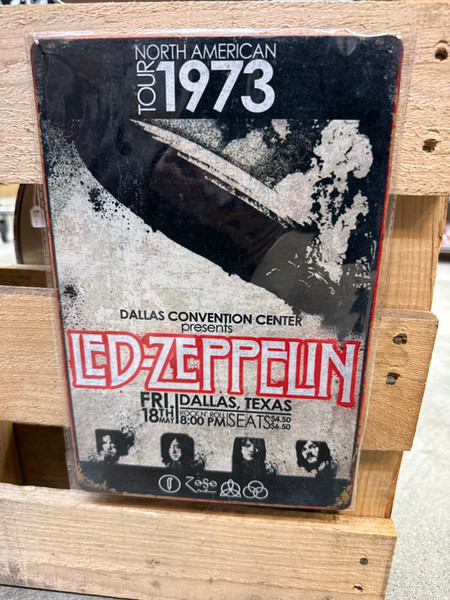 NORTH AMERICAN
TOUR 1973
DALLAS CONVENTION CENTER
presents
LED-ZEPPELIN
FRI 18TH MAY
DALLAS, TEXAS
ROCK N' ROLL 8:00 PM SEATS $4.50 $6.50
ZoSo